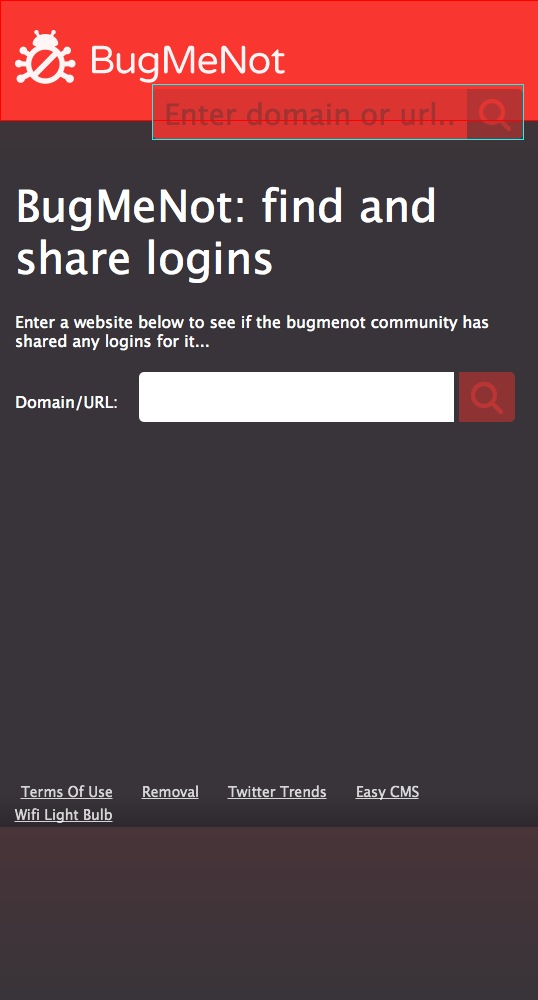 BugMeNot
Enter domain or url..
BugMeNot: find and
share logins
Enter a website below to see if the bugmenot community has
shared any logins for it...
Domain/URL:
Terms Of Use Removal Twitter Trends Easy CMS
Wifi Light Bulb